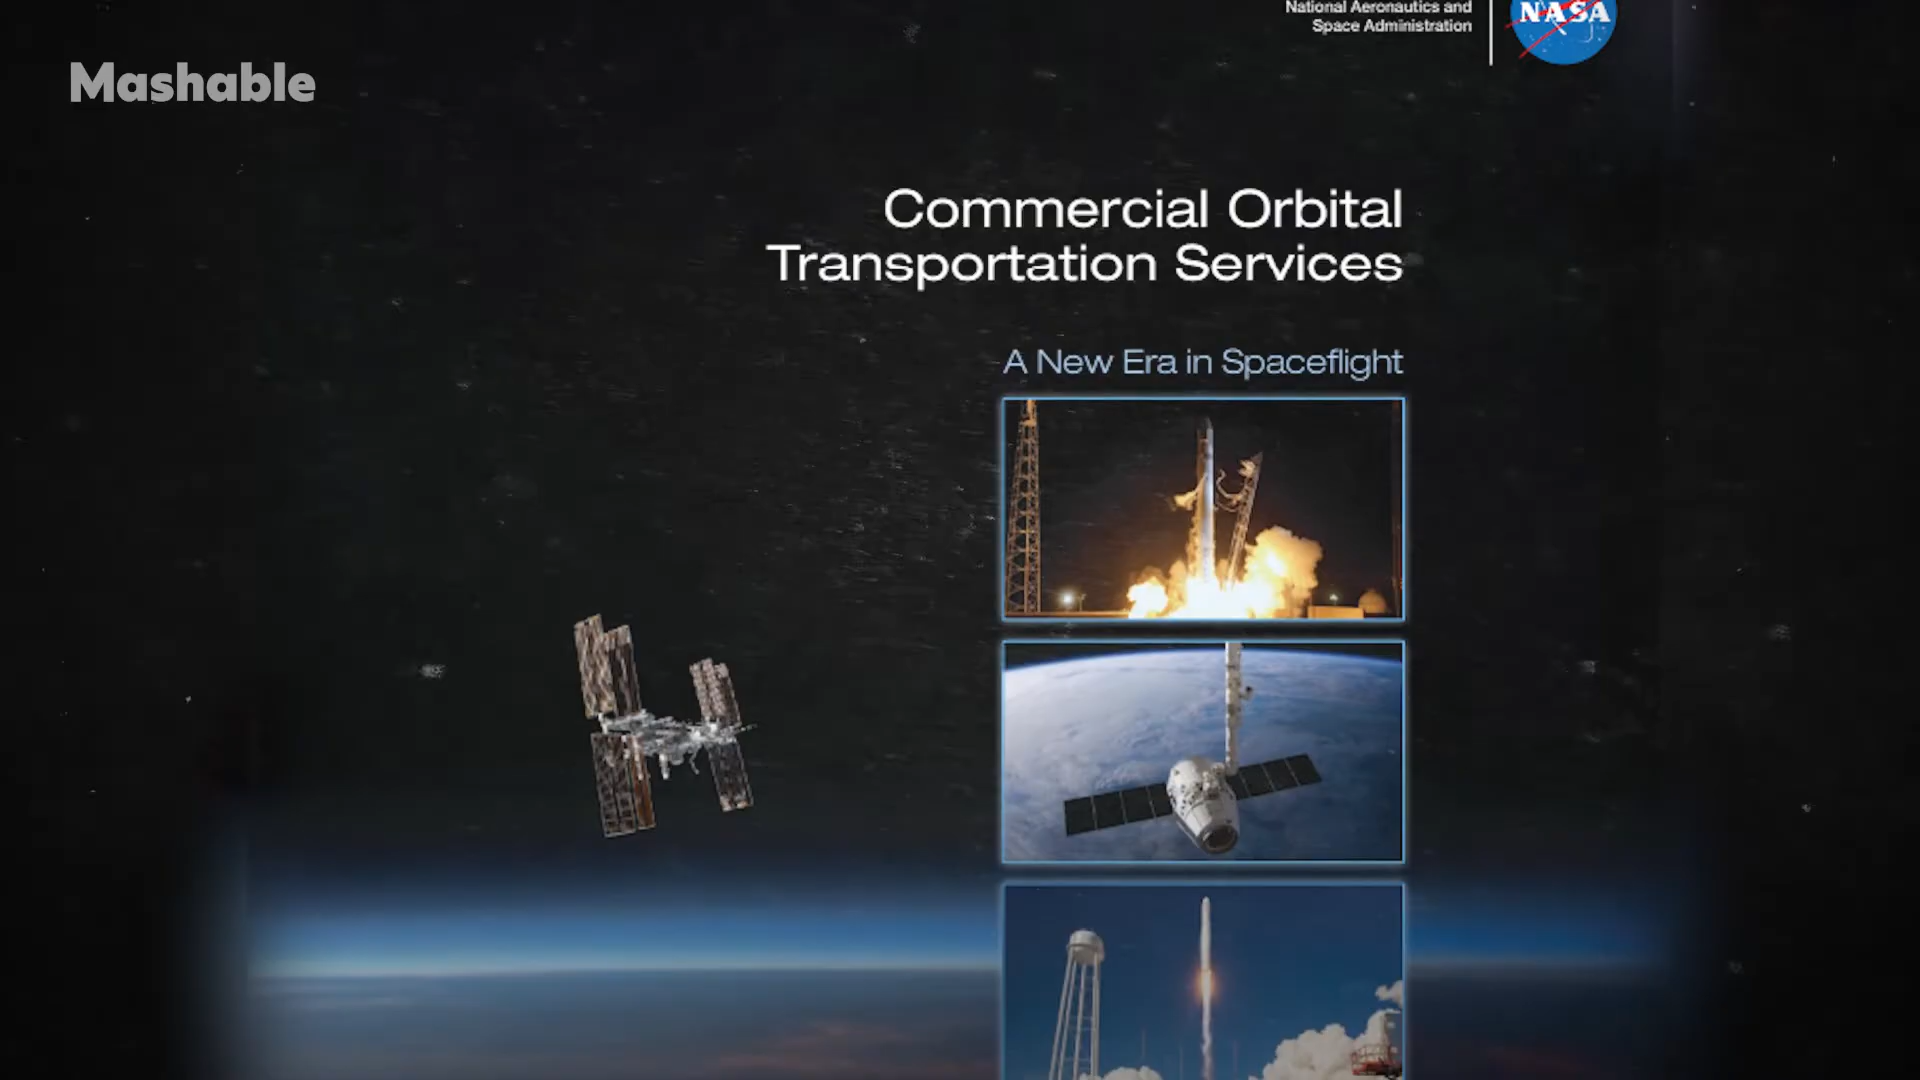 National Aeronautics and
Space Administration
NASA
Mashable
Commercial Orbital
Transportation Services
A New Era in Spaceflight